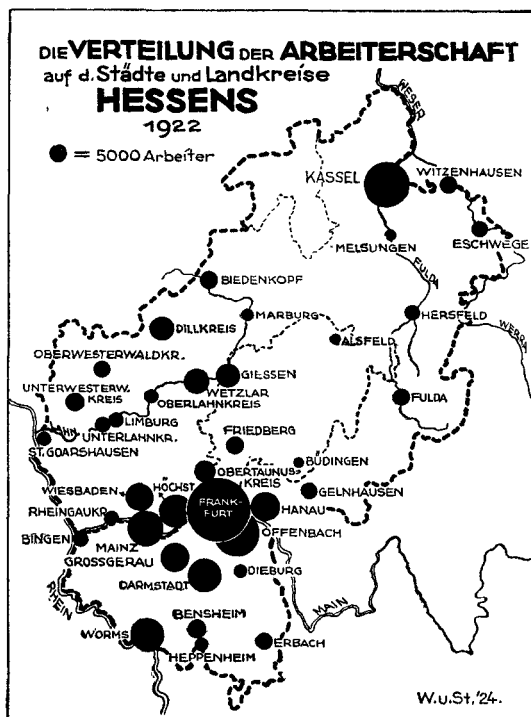 DIE VERTEILUNG DER ARBEITERSCHAFT
auf d. Städte und Landkreise
HESSENS
1922
= 5000 Arbeiter
WESER
KASSEL
WITZENHAUSEN
ESCHWEGE
MELSUNGEN
FULDA
BIEDENKOPF
MARBURG
HERSFELD
WERRA
DILLKREIS
ALSFELD
OBERWESTERWALDKR.
GIESSEN
WETZLAR
UNTERWESTERW.
KREIS
OBERLAHNKREIS
FULDA
LIMBURG
LAHN
UNTERLAHNKR.
ST. GOARSHAUSEN
FRIEDBERG
BÜDINGEN
OBERTAUNUS
KREIS
GELNHAUSEN
WIESBADEN
HÖCHST
FRANK-
FURT
HANAU
RHEINGAUKR.
OFFENBACH
BINGEN
MAINZ
GROSSGERAU
DIEBURG
DARMSTADT
RHEIN
MAIN
BENSHEIM
WORMS
HEPPENHEIM
ERBACH
W.u.St.'24.